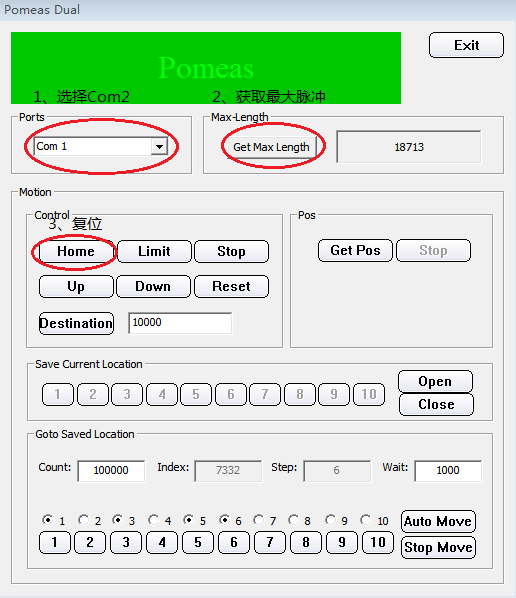 Pomeas Dual
Pomeas
Exit
1、选择Com2
2、获取最大脉冲
Ports
Max-Length
Com 1
Get Max Length
18713
Motion
Control
Pos
3、复位
Home Limit Stop
Get Pos Stop
Up Down Reset
Destination 10000
Save Current Location
1 2 3 4 5 6 7 8 9 10
Open
Close
Goto Saved Location
Count: 100000 Index: 7332 Step: 6 Wait: 1000
1 2 3 4 5 6 7 8 9 10
Auto Move
1 2 3 4 5 6 7 8 9 10
Stop Move